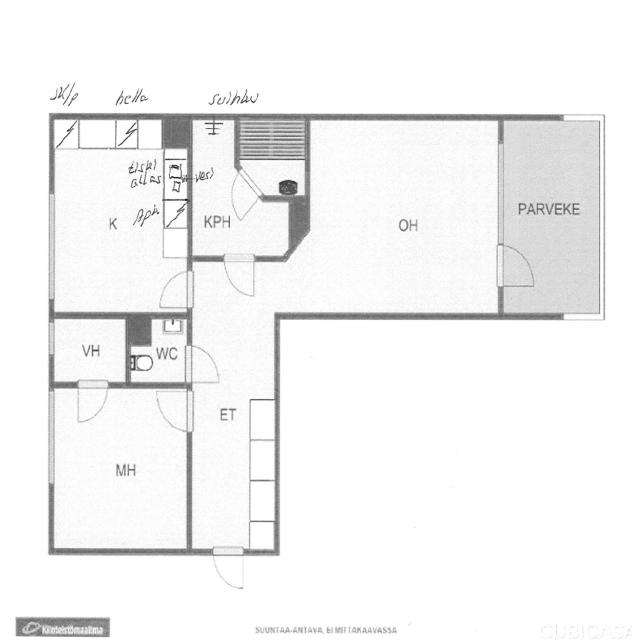 sk/p hella suihku
tiski
allas vesi
apk
K
KPH
OH
PARVEKE
VH
WC
ET
MH
Kiinteistömaailma
SUUNTAA-ANTAVA, EI MITTAKAAVASSA
CUBICASA